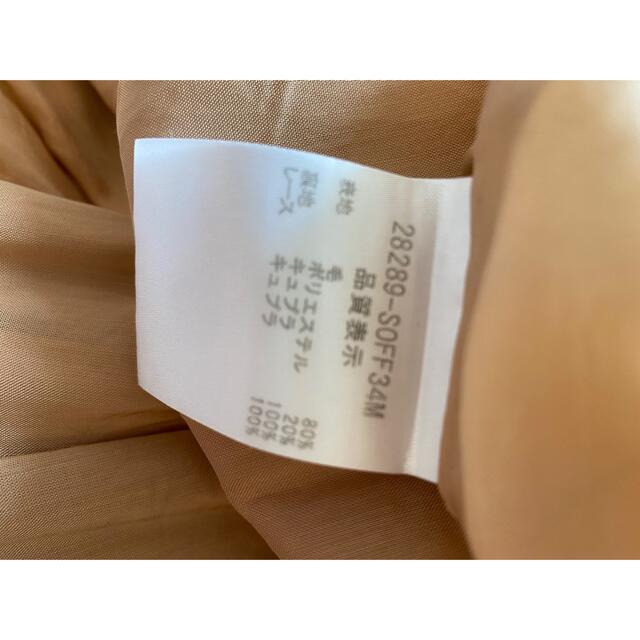 28289-SOFF34M
品質表示
表地 毛 80%
ポリエステル 20%
裏地 キュプラ 100%
レース キュプラ 100%